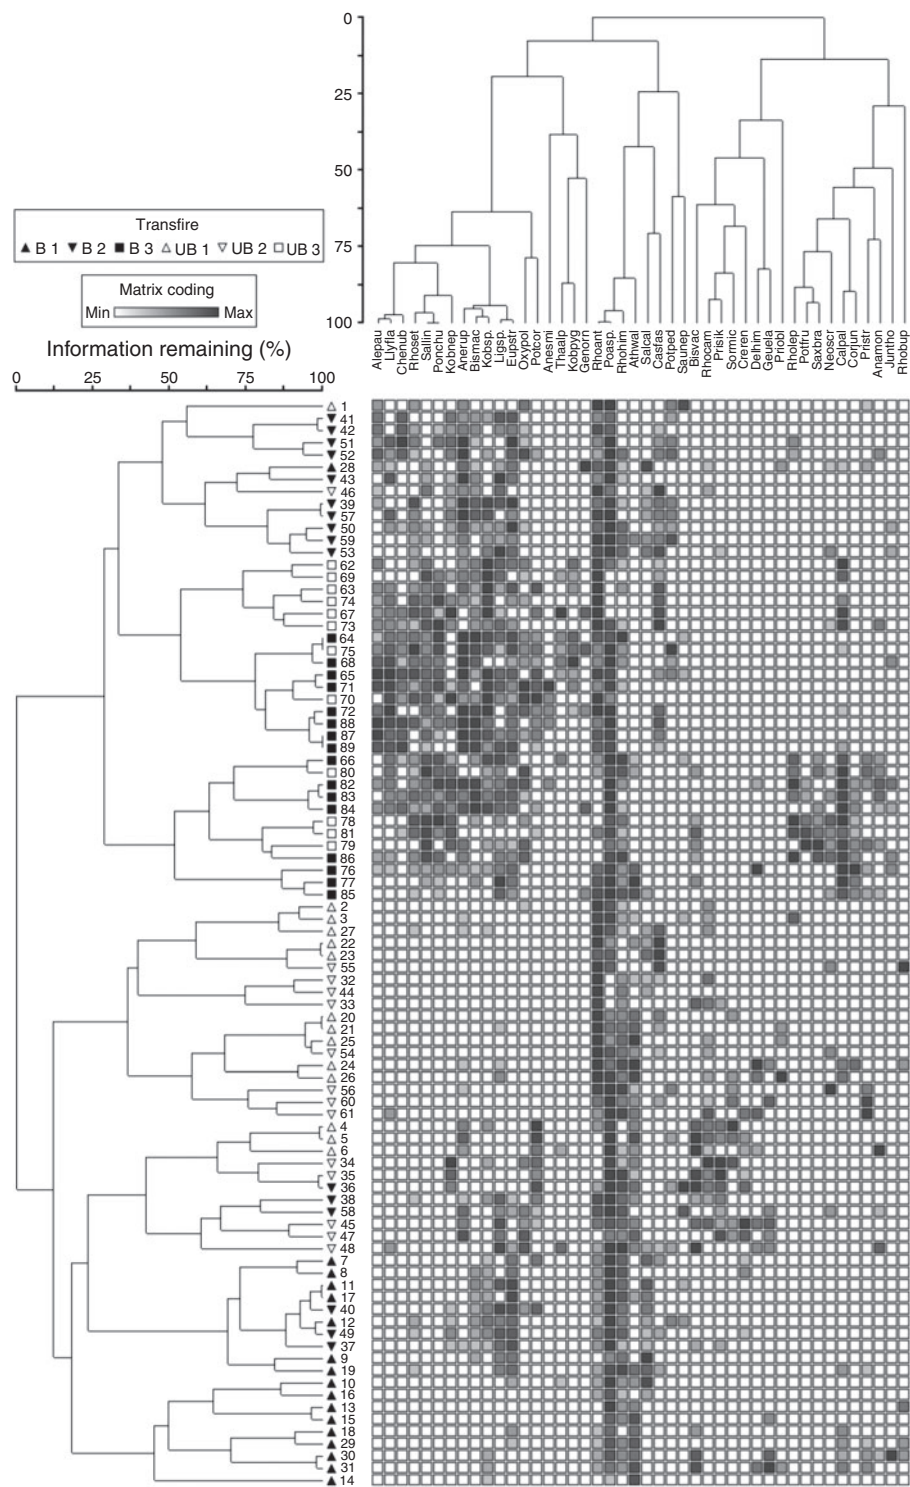 0
25
50
75
100
Transfire
▲ B 1 ▼ B 2 ■ B 3 △ UB 1 ▽ UB 2 □ UB 3
Matrix coding
Min Max
Information remaining (%)
0 25 50 75 100
Alepau
Llyfia
Chenub
Rhoset
Sallin
Ponchu
Kobnep
Anerup
Bismac
Kobsp.
Ligsp.
Eupstr
Oxypol
Potcor
Anesmi
Thaalp
Kobpyg
Genorn
Rhoant
Poasp.
Rhohim
Athwal
Salcal
Casfas
Potped
Saunep
Bisvac
Rhocam
Prisik
Sormic
Creren
Delhim
Geuela
Priobl
Rholep
Potfru
Saxbra
Neoscr
Calpal
Corjun
Pristr
Anamon
Juntho
Rhobup
△ 1
▼ 41
▼ 42
▼ 51
▼ 52
▲ 28
▼ 43
▽ 46
▼ 39
▼ 57
▼ 50
▼ 59
▼ 53
□ 62
□ 69
□ 63
□ 74
□ 67
□ 73
■ 64
□ 75
■ 68
■ 65
■ 71
□ 70
■ 72
■ 88
■ 87
■ 89
■ 66
□ 80
■ 82
■ 83
■ 84
□ 78
□ 81
□ 79
■ 86
■ 76
■ 77
■ 85
△ 2
△ 3
△ 27
△ 22
△ 23
▽ 55
▽ 32
▽ 44
▽ 33
△ 20
△ 21
△ 25
▽ 54
△ 24
△ 26
▽ 56
▽ 60
▽ 61
△ 4
△ 5
△ 6
▽ 34
▽ 35
▼ 36
▼ 38
▼ 58
▽ 45
▽ 47
▽ 48
▲ 7
▲ 8
▲ 11
▲ 17
▼ 40
▲ 12
▼ 49
▼ 37
▲ 9
▲ 19
▲ 10
▲ 16
▲ 13
▲ 15
▲ 18
▲ 29
▲ 30
▲ 31
▲ 14